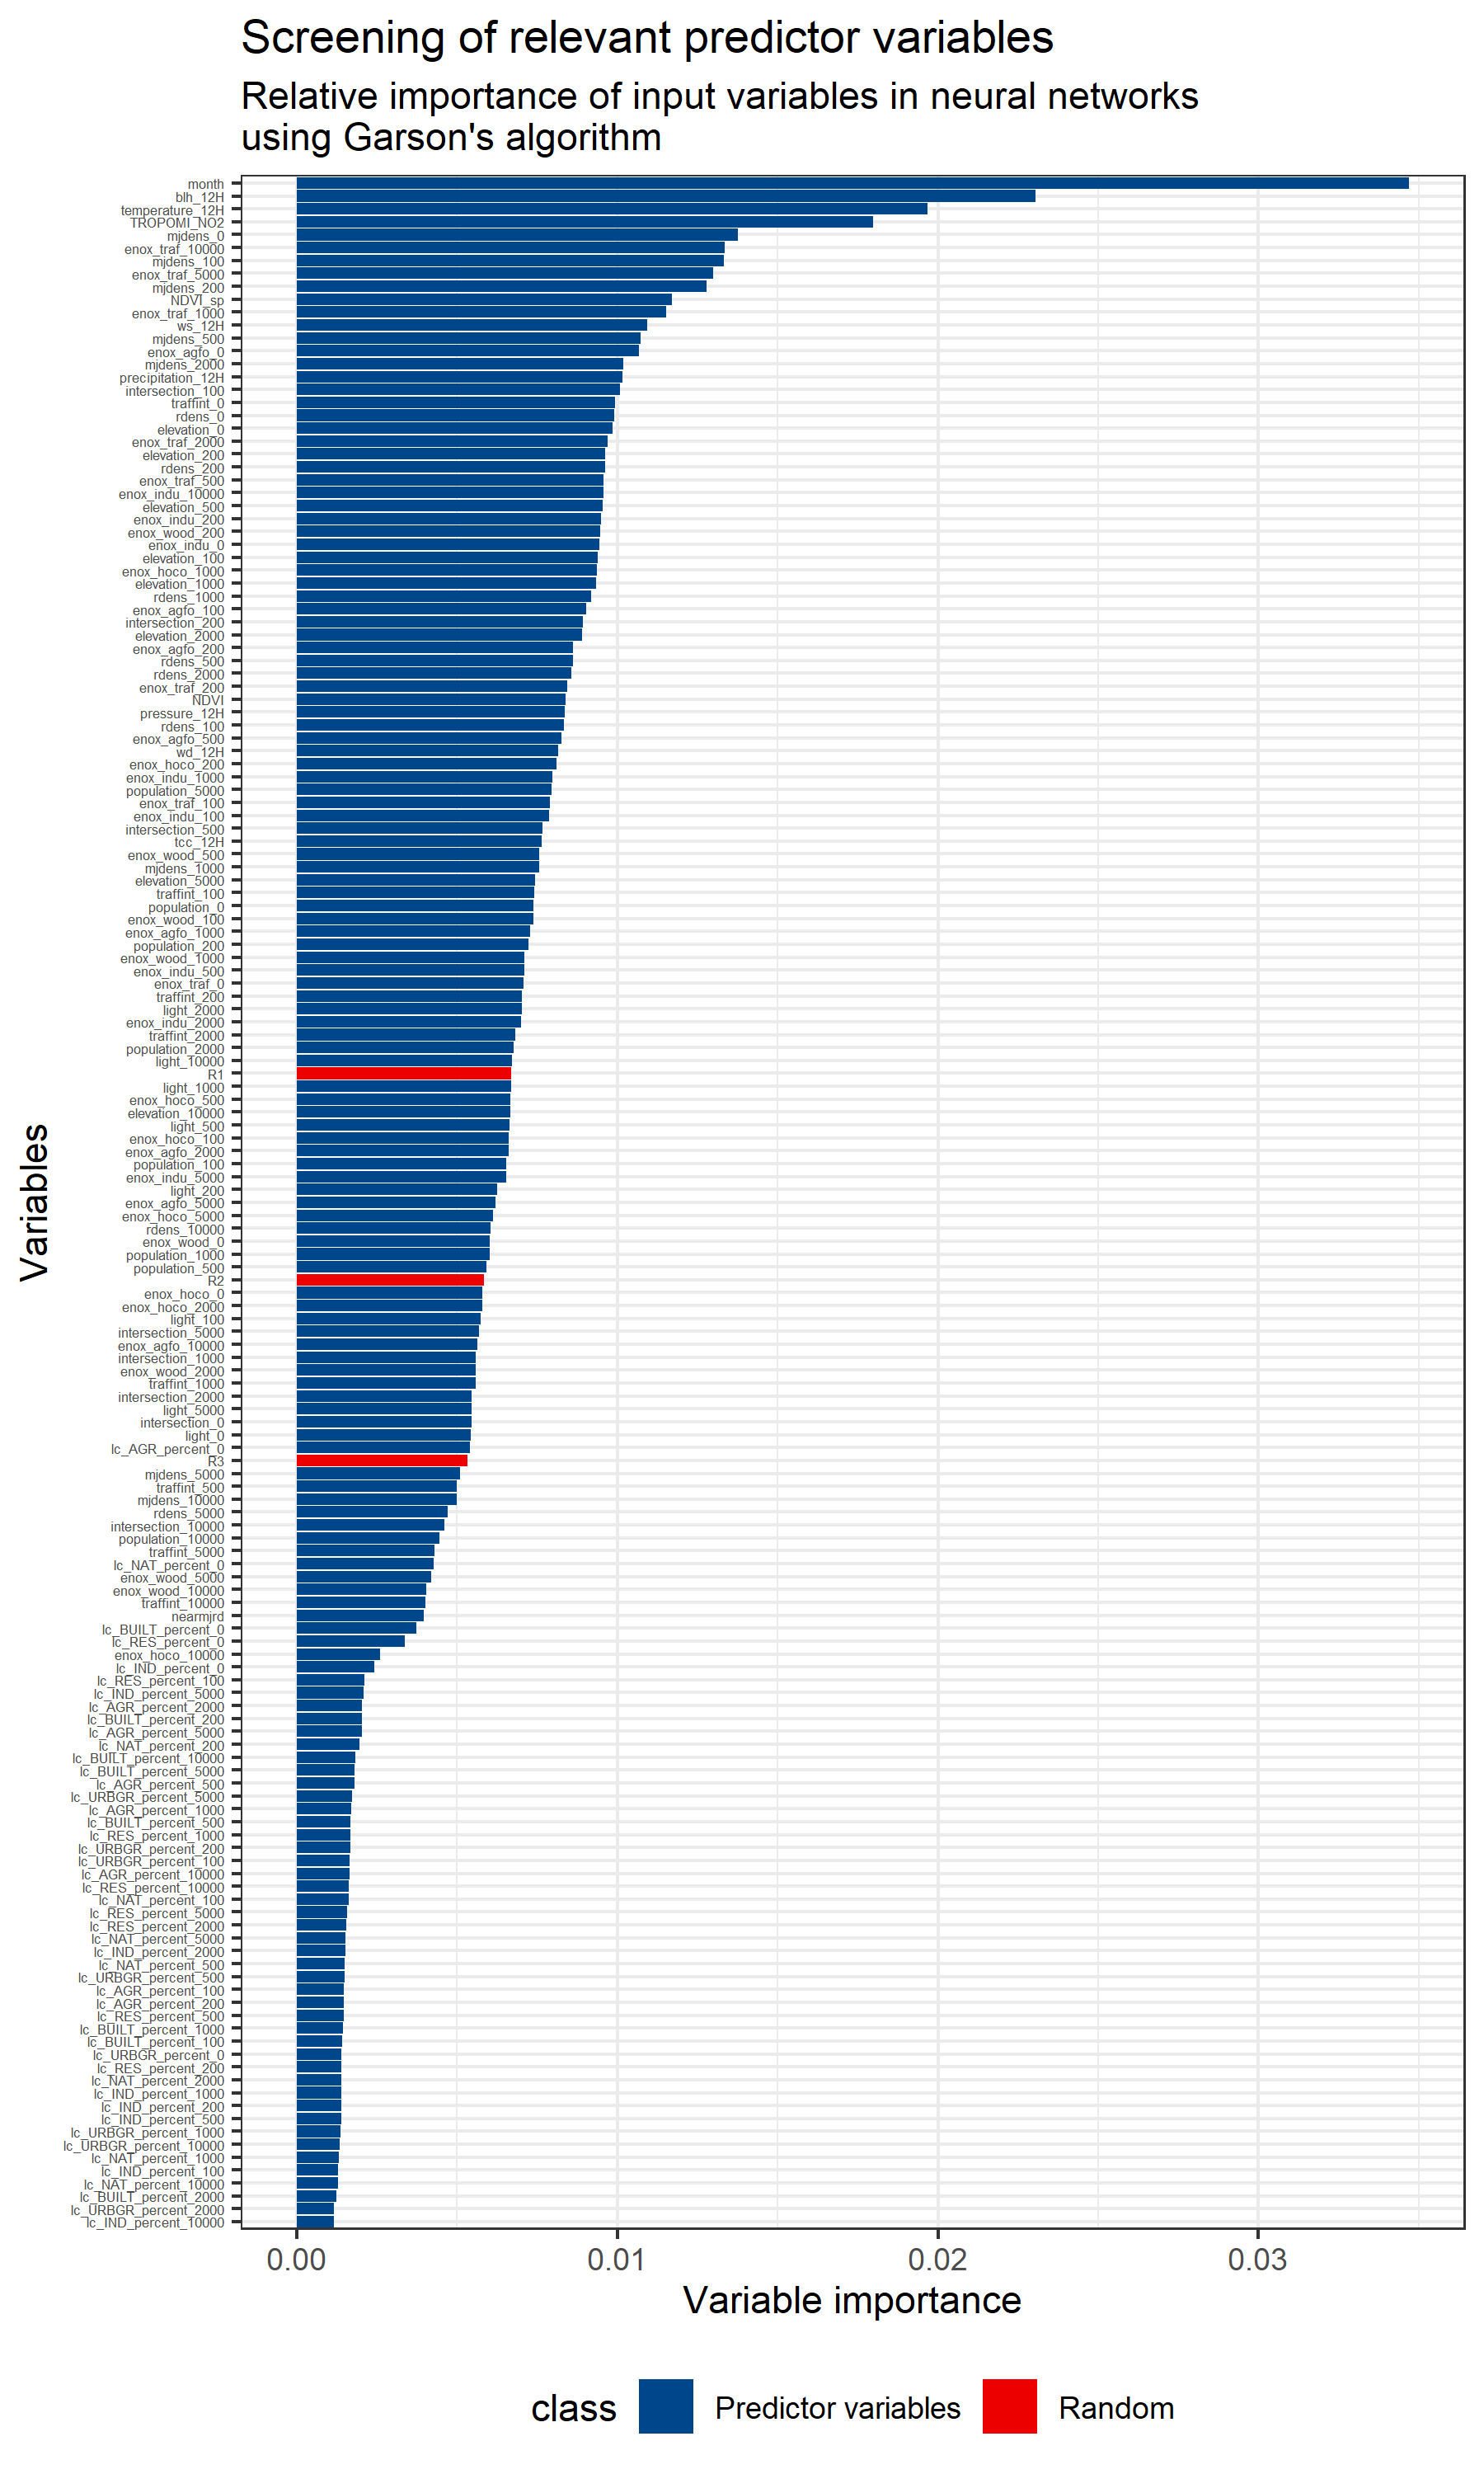 Screening of relevant predictor variables
Relative importance of input variables in neural networks
using Garson's algorithm
month
blh_12H
temperature_12H
TROPOMI_NO2
mjdens_0
enox_traf_10000
mjdens_100
enox_traf_5000
mjdens_200
NDVI_sp
enox_traf_1000
ws_12H
mjdens_500
enox_agfo_0
mjdens_2000
precipitation_12H
intersection_100
traffint_0
rdens_0
elevation_0
enox_traf_2000
elevation_200
rdens_200
enox_traf_500
enox_indu_10000
elevation_500
enox_indu_200
enox_wood_200
enox_indu_0
elevation_100
enox_hoco_1000
elevation_1000
rdens_1000
enox_agfo_100
intersection_200
elevation_2000
enox_agfo_200
rdens_500
rdens_2000
enox_traf_200
NDVI
pressure_12H
rdens_100
enox_agfo_500
wd_12H
enox_hoco_200
enox_indu_1000
population_5000
enox_traf_100
enox_indu_100
intersection_500
tcc_12H
enox_wood_500
mjdens_1000
elevation_5000
traffint_100
population_0
enox_wood_100
enox_agfo_1000
population_200
enox_wood_1000
enox_indu_500
enox_traf_0
traffint_200
light_2000
enox_indu_2000
traffint_2000
population_2000
light_10000
R1
light_1000
enox_hoco_500
elevation_10000
light_500
enox_hoco_100
enox_agfo_2000
population_100
enox_indu_5000
light_200
enox_agfo_5000
enox_hoco_5000
rdens_10000
enox_wood_0
population_1000
population_500
R2
enox_hoco_0
enox_hoco_2000
light_100
intersection_5000
enox_agfo_10000
intersection_1000
enox_wood_2000
traffint_1000
intersection_2000
light_5000
intersection_0
light_0
lc_AGR_percent_0
R3
mjdens_5000
traffint_500
mjdens_10000
rdens_5000
intersection_10000
population_10000
traffint_5000
lc_NAT_percent_0
enox_wood_5000
enox_wood_10000
traffint_10000
nearmjrd
lc_BUILT_percent_0
lc_RES_percent_0
enox_hoco_10000
lc_IND_percent_0
lc_RES_percent_100
lc_IND_percent_5000
lc_AGR_percent_2000
lc_BUILT_percent_200
lc_AGR_percent_5000
lc_NAT_percent_200
lc_BUILT_percent_10000
lc_BUILT_percent_5000
lc_AGR_percent_500
lc_URBGR_percent_5000
lc_AGR_percent_1000
lc_BUILT_percent_500
lc_RES_percent_1000
lc_URBGR_percent_200
lc_URBGR_percent_100
lc_AGR_percent_10000
lc_RES_percent_10000
lc_NAT_percent_100
lc_RES_percent_5000
lc_RES_percent_2000
lc_NAT_percent_5000
lc_IND_percent_2000
lc_NAT_percent_500
lc_URBGR_percent_500
lc_AGR_percent_100
lc_AGR_percent_200
lc_RES_percent_500
lc_BUILT_percent_1000
lc_BUILT_percent_100
lc_URBGR_percent_0
lc_RES_percent_200
lc_NAT_percent_2000
lc_IND_percent_1000
lc_IND_percent_200
lc_IND_percent_500
lc_URBGR_percent_1000
lc_URBGR_percent_10000
lc_NAT_percent_1000
lc_IND_percent_100
lc_NAT_percent_10000
lc_BUILT_percent_2000
lc_URBGR_percent_2000
lc_IND_percent_10000
Variables
0.00 0.01 0.02 0.03
Variable importance
class Predictor variables Random